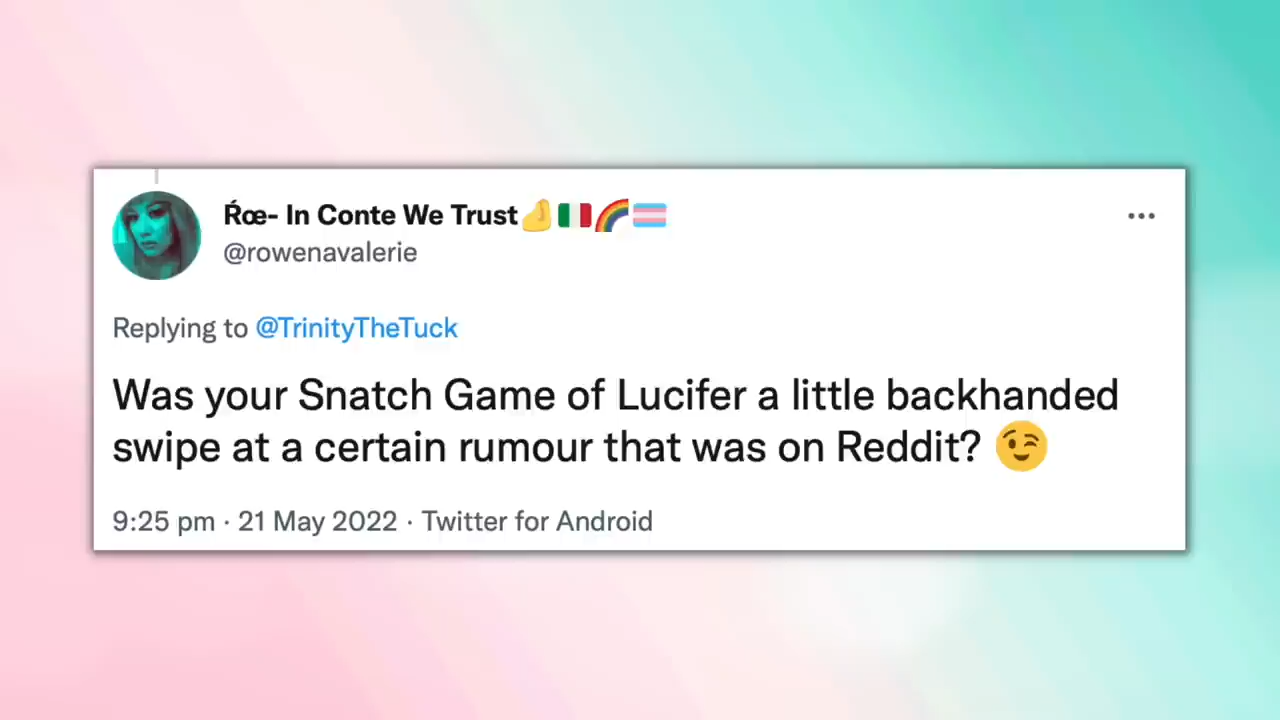 Ŕœ- In Conte We Trust🫴🇮🇹🌈🏳️‍⚧️
@rowenavalerie
Replying to @TrinityTheTuck
Was your Snatch Game of Lucifer a little backhanded
swipe at a certain rumour that was on Reddit? 😉
9:25 pm · 21 May 2022 · Twitter for Android